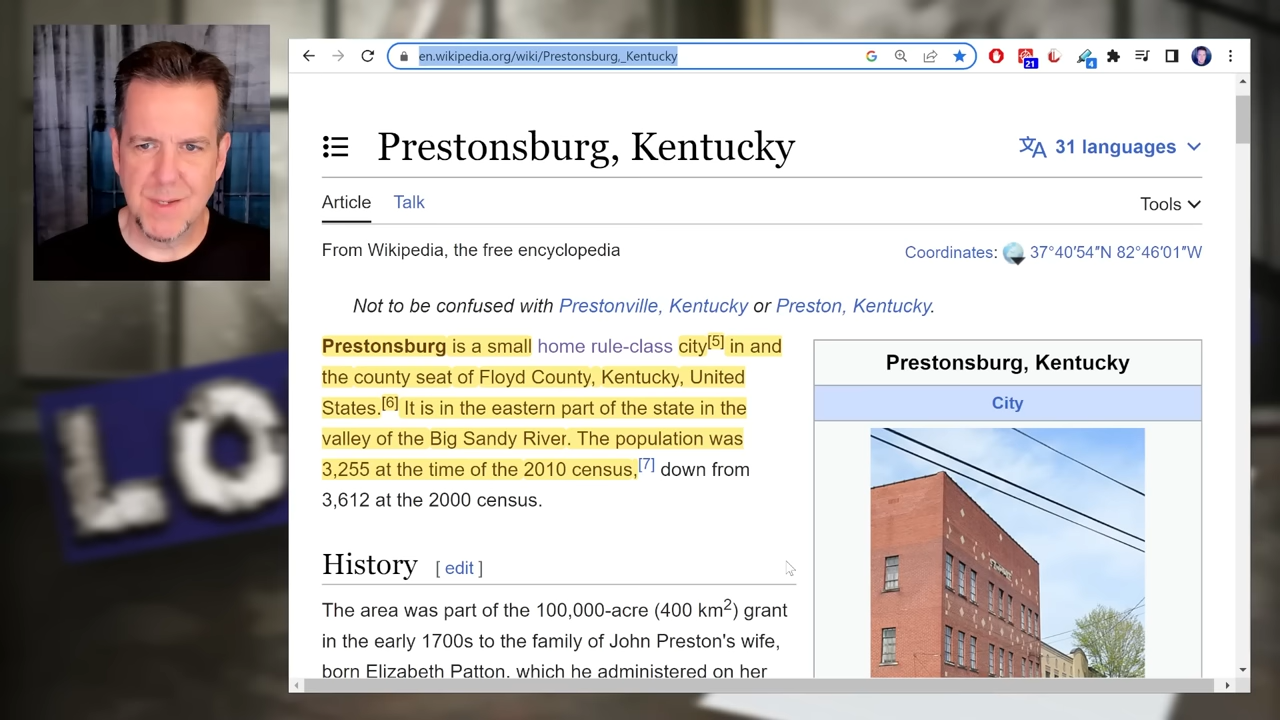 en.wikipedia.org/wiki/Prestonsburg,_Kentucky
21
4
Prestonsburg, Kentucky
31 languages
Article Talk
Tools
From Wikipedia, the free encyclopedia
Coordinates: 37°40′54″N 82°46′01″W
Not to be confused with Prestonville, Kentucky or Preston, Kentucky.
Prestonsburg is a small home rule-class city[5] in and
the county seat of Floyd County, Kentucky, United
States.[6] It is in the eastern part of the state in the
valley of the Big Sandy River. The population was
3,255 at the time of the 2010 census,[7] down from
3,612 at the 2000 census.
Prestonsburg, Kentucky
City
History [ edit ]
The area was part of the 100,000-acre (400 km2) grant
in the early 1700s to the family of John Preston's wife,
born Elizabeth Patton, which he administered on her
LO